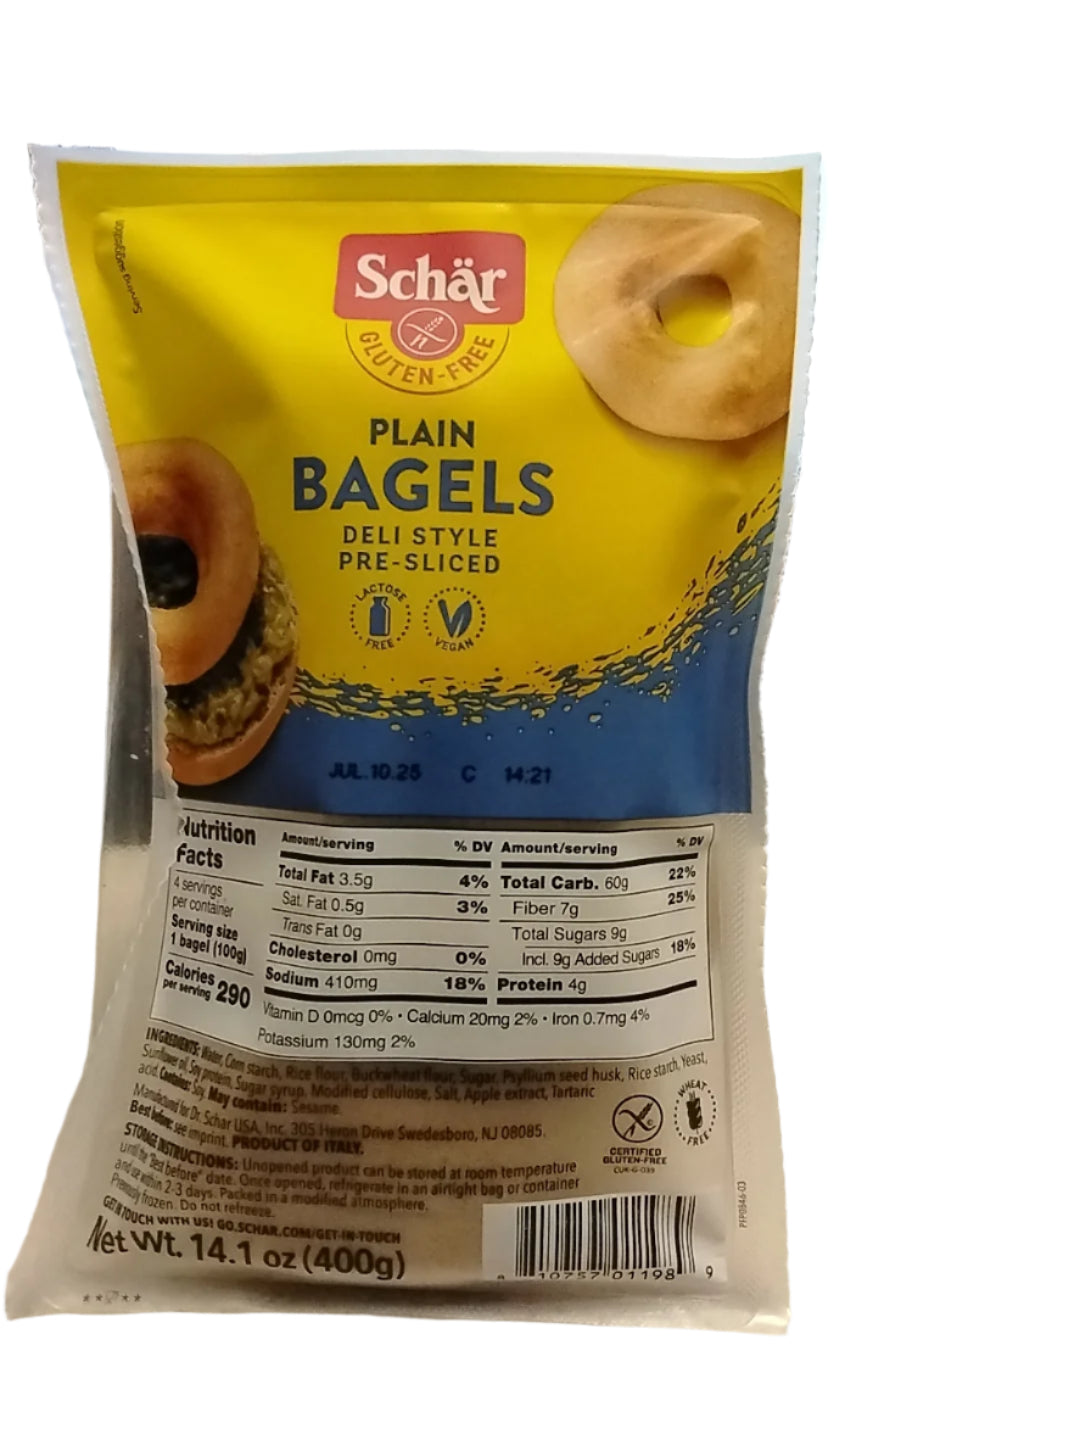 Serving suggestion
Schär
GLUTEN-FREE
PLAIN
BAGELS
DELI STYLE
PRE-SLICED
LACTOSE
FREE
VEGAN
JUL.10.25 C 14:21
Nutrition
Facts
4 servings
per container
Serving size
1 bagel (100g)
Calories
per serving 290
Amount/serving % DV
Total Fat 3.5g 4%
Sat. Fat 0.5g 3%
Trans Fat 0g
Cholesterol 0mg 0%
Sodium 410mg 18%
Amount/serving % DV
Total Carb. 60g 22%
Fiber 7g 25%
Total Sugars 9g
Incl. 9g Added Sugars 18%
Protein 4g
Vitamin D 0mcg 0% • Calcium 20mg 2% • Iron 0.7mg 4%
Potassium 130mg 2%
INGREDIENTS: Water, Corn starch, Rice flour, Buckwheat flour, Sugar, Psyllium seed husk, Rice starch, Yeast,
Sunflower oil, Soy protein, Sugar syrup, Modified cellulose, Salt, Apple extract, Tartaric
acid. Contains: Soy. May contain: Sesame.
Manufactured for Dr. Schar USA, Inc. 305 Heron Drive Swedesboro, NJ 08085.
Best before: see imprint. PRODUCT OF ITALY.
STORAGE INSTRUCTIONS: Unopened product can be stored at room temperature
until the "Best before" date. Once opened, refrigerate in an airtight bag or container
and use within 2-3 days. Packed in a modified atmosphere.
Previously frozen. Do not refreeze.
GET IN TOUCH WITH US! GO.SCHAR.COM/GET-IN-TOUCH
Net Wt. 14.1 oz (400g)
WHEAT
FREE
CERTIFIED
GLUTEN-FREE
CUK-G-039
PFP0846-03
10757 01198 9